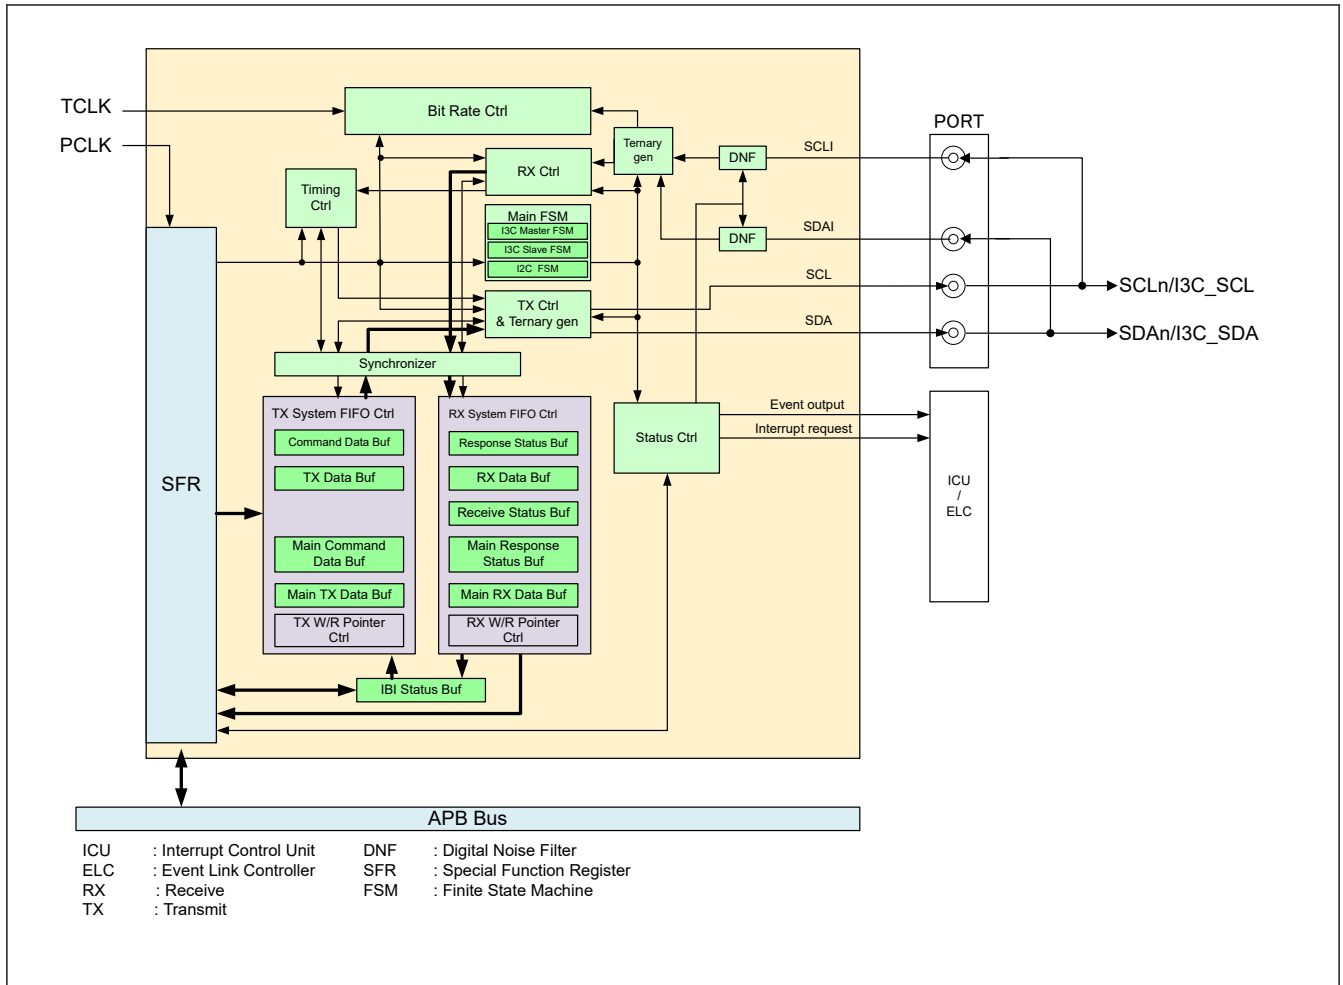 TCLK
PCLK
Bit Rate Ctrl
Ternary
gen
RX Ctrl
Timing
Ctrl
DNF
SCLI
PORT
Main FSM
I3C Master FSM
I3C Slave FSM
I2C FSM
DNF
SDAI
SCL
SDA
SCLn/I3C_SCL
SDAn/I3C_SDA
TX Ctrl
& Ternary gen
Synchronizer
TX System FIFO Ctrl
Command Data Buf
TX Data Buf
Main Command
Data Buf
Main TX Data Buf
TX W/R Pointer
Ctrl
RX System FIFO Ctrl
Response Status Buf
RX Data Buf
Receive Status Buf
Main Response
Status Buf
Main RX Data Buf
RX W/R Pointer
Ctrl
Status Ctrl
Event output
Interrupt request
ICU
/
ELC
SFR
IBI Status Buf
APB Bus
ICU : Interrupt Control Unit DNF : Digital Noise Filter
ELC : Event Link Controller SFR : Special Function Register
RX : Receive FSM : Finite State Machine
TX : Transmit